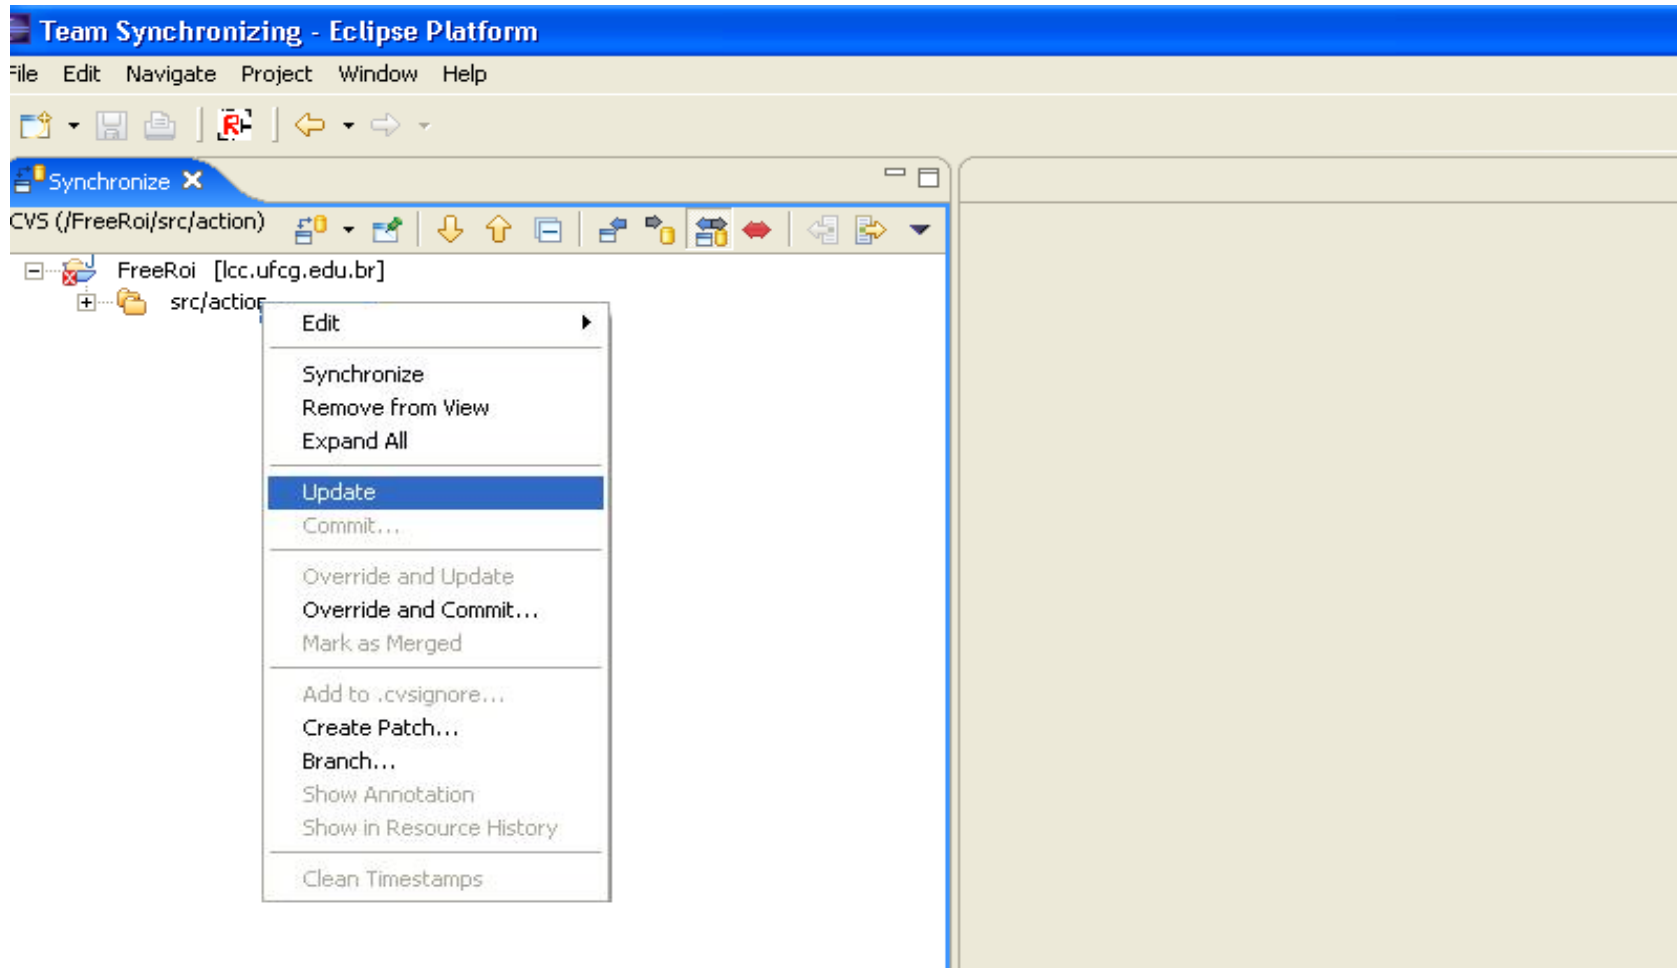 Team Synchronizing - Eclipse Platform
File Edit Navigate Project Window Help
Synchronize
CVS (/FreeRoi/src/action)
FreeRoi [lcc.ufcg.edu.br]
src/action
Edit
Synchronize
Remove from View
Expand All
Update
Commit...
Override and Update
Override and Commit...
Mark as Merged
Add to .cvsignore...
Create Patch...
Branch...
Show Annotation
Show in Resource History
Clean Timestamps